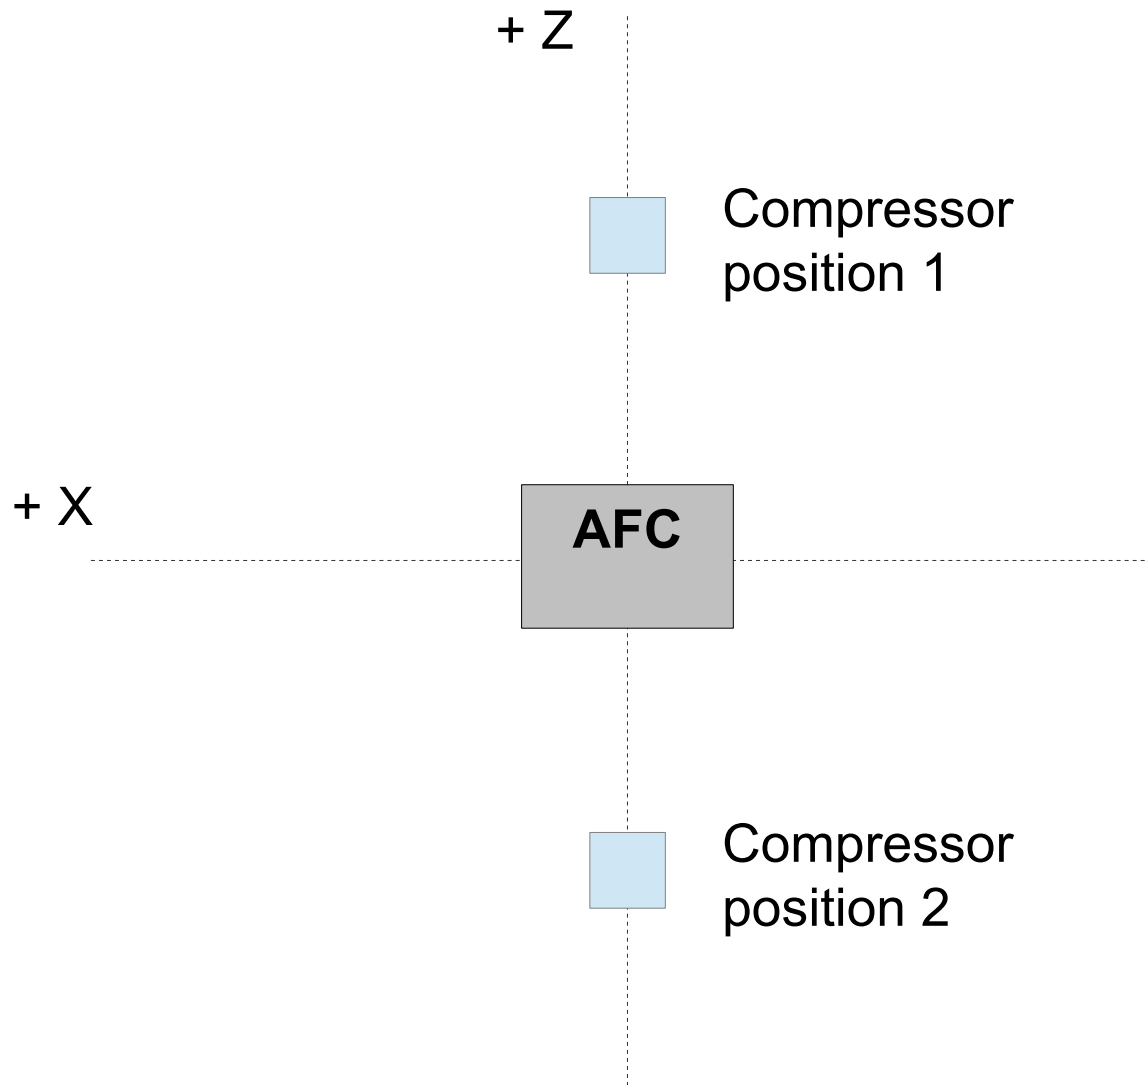 + Z
Compressor
position 1
+ X
AFC
Compressor
position 2